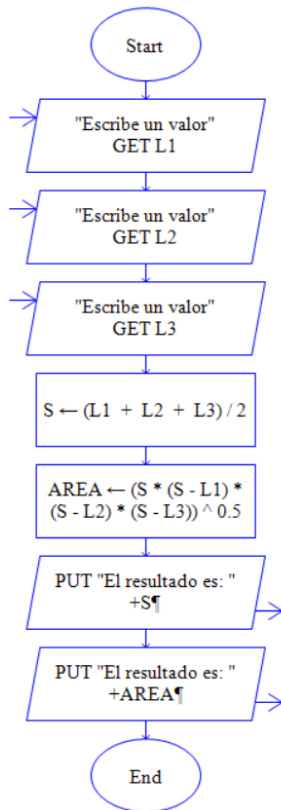 Start
"Escribe un valor"
GET L1
"Escribe un valor"
GET L2
"Escribe un valor"
GET L3
S ← (L1 + L2 + L3) / 2
AREA ← (S * (S - L1) *
(S - L2) * (S - L3)) ^ 0.5
PUT "El resultado es: "
+S¶
PUT "El resultado es: "
+AREA¶
End